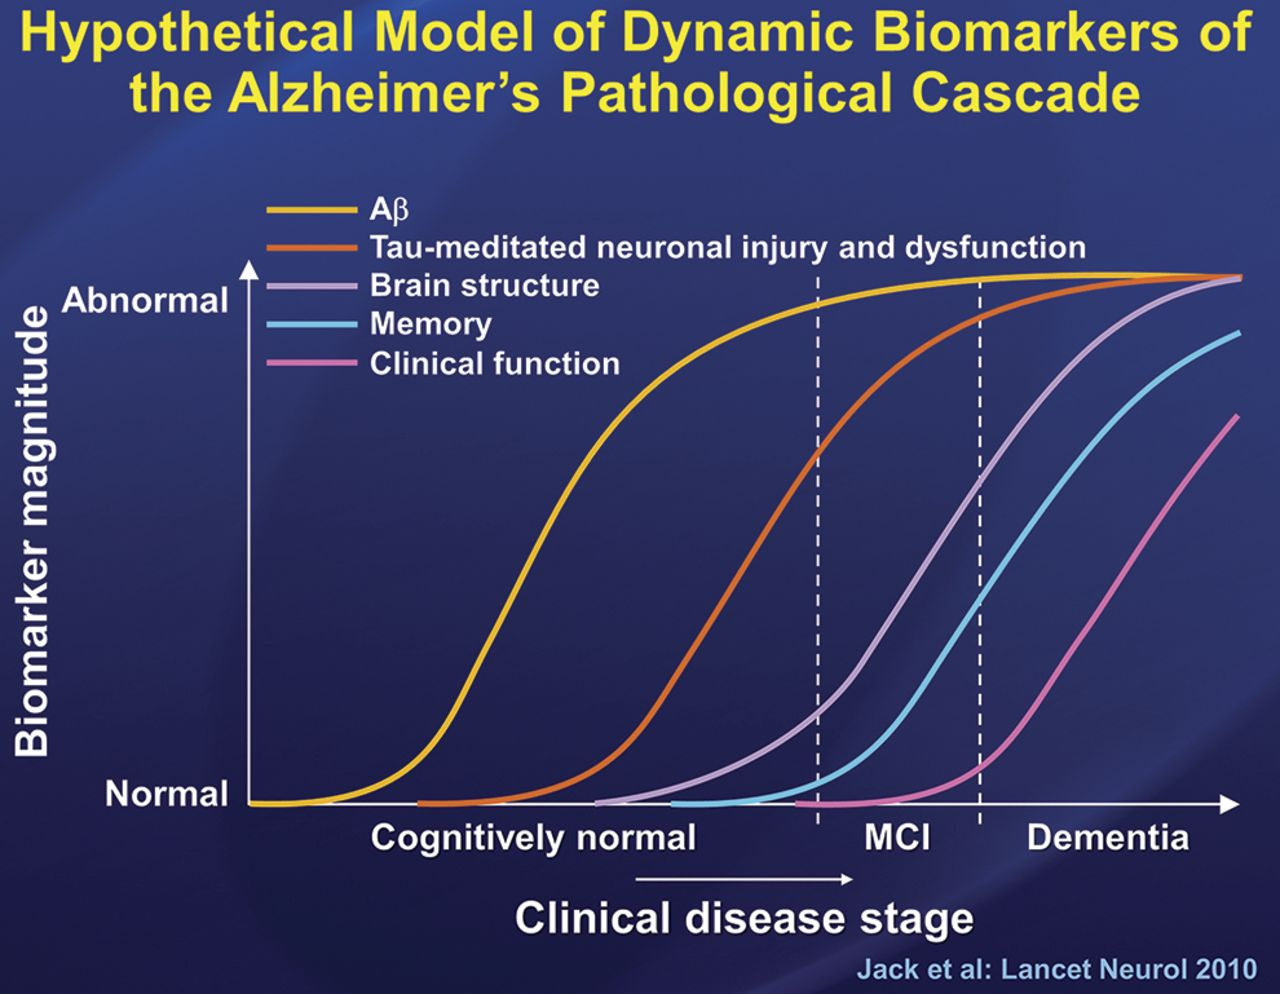 Hypothetical Model of Dynamic Biomarkers of
the Alzheimer's Pathological Cascade
Aβ
Tau-meditated neuronal injury and dysfunction
Brain structure
Memory
Clinical function
Abnormal
Biomarker magnitude
Normal
Cognitively normal
MCI
Dementia
Clinical disease stage
Jack et al: Lancet Neurol 2010